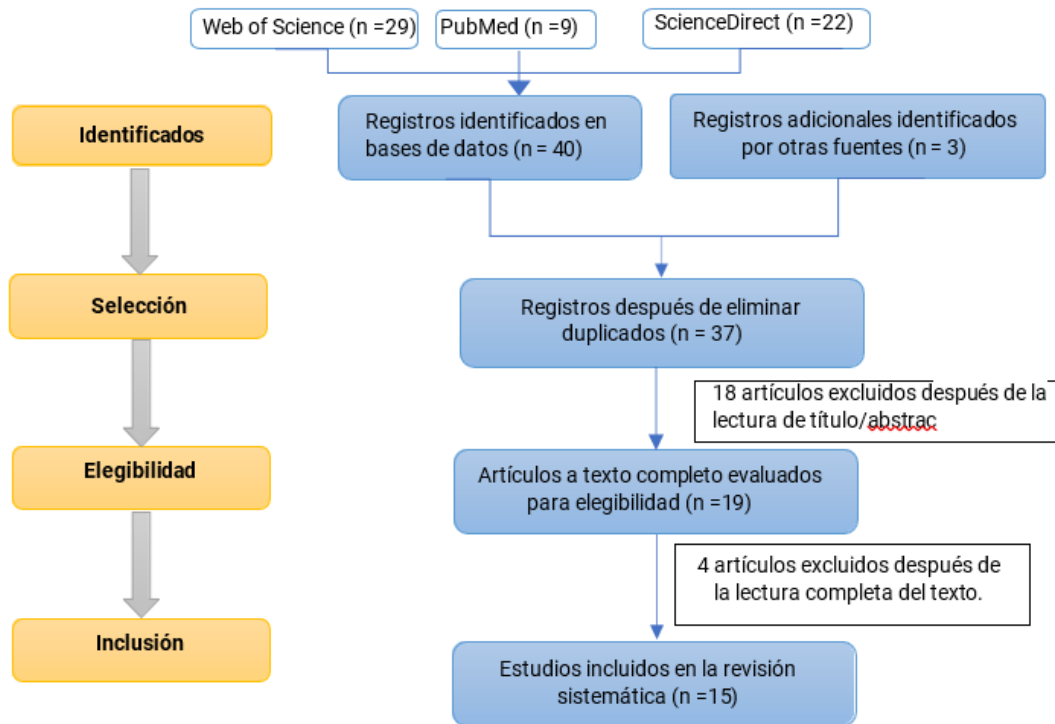 Web of Science (n =29)
PubMed (n =9)
ScienceDirect (n =22)
Identificados
Registros identificados en
bases de datos (n = 40)
Registros adicionales identificados
por otras fuentes (n = 3)
Selección
Registros después de eliminar
duplicados (n = 37)
18 artículos excluidos después de la
lectura de título/abstrac
Elegibilidad
Artículos a texto completo evaluados
para elegibilidad (n =19)
4 artículos excluidos después de
la lectura completa del texto.
Inclusión
Estudios incluidos en la revisión
sistemática (n =15)